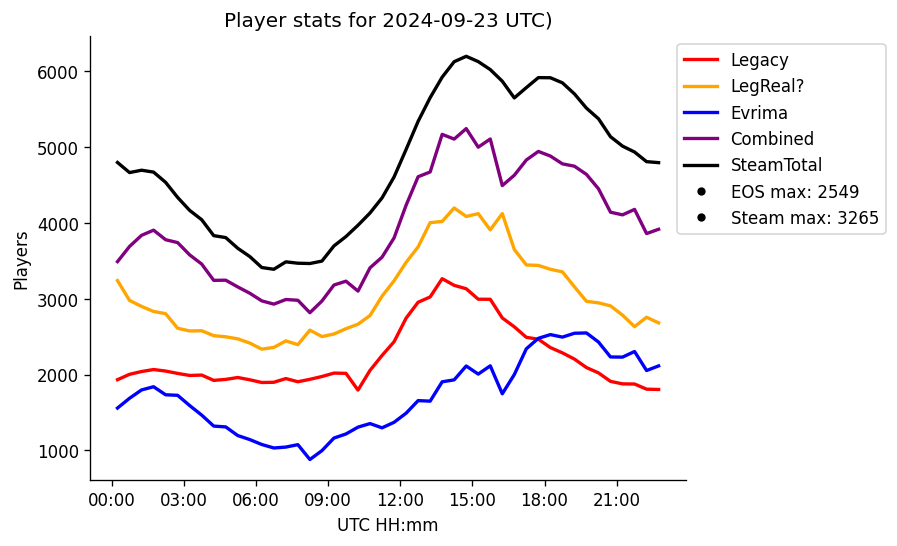 Player stats for 2024-09-23 UTC)
Legacy
LegReal?
Evrima
Combined
SteamTotal
EOS max: 2549
Steam max: 3265
Players
6000
5000
4000
3000
2000
1000
00:00 03:00 06:00 09:00 12:00 15:00 18:00 21:00
UTC HH:mm